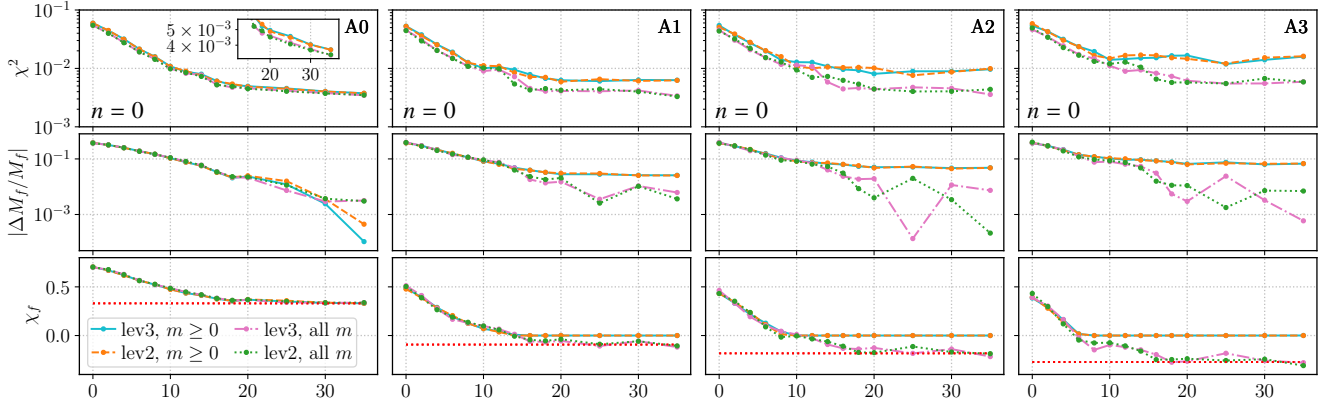 A0
A1
A2
A3
5 × 10⁻³
4 × 10⁻³
20 30
χ²
10⁻¹
10⁻²
10⁻³
n = 0
n = 0
n = 0
n = 0
|ΔM_f/M_f|
10⁻¹
10⁻³
χ_f
0.5
0.0
lev3, m ≥ 0
lev2, m ≥ 0
lev3, all m
lev2, all m
0 10 20 30
0 10 20 30
0 10 20 30
0 10 20 30